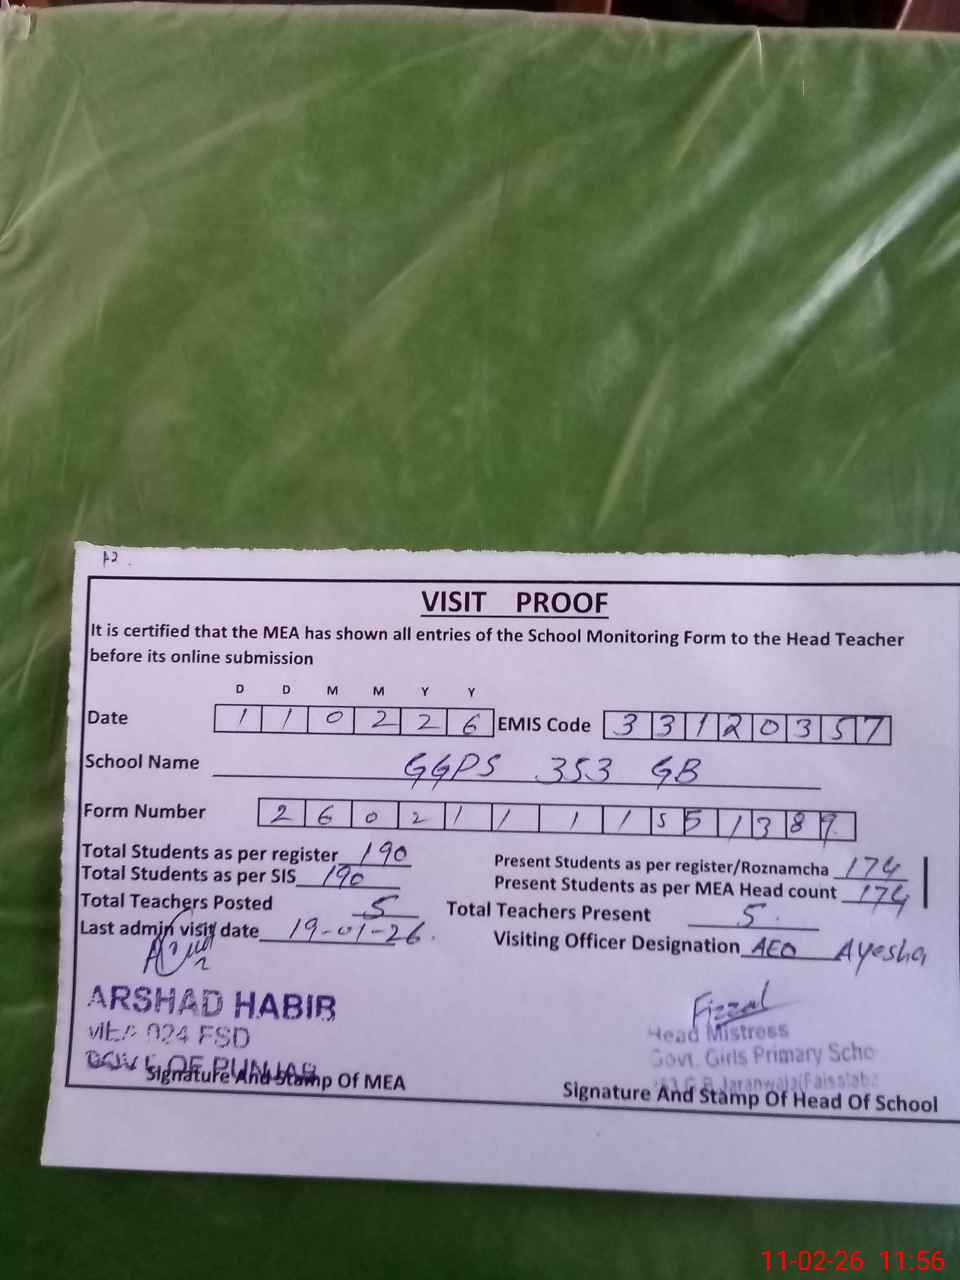 VISIT PROOF
It is certified that the MEA has shown all entries of the School Monitoring Form to the Head Teacher
before its online submission
D D M M Y Y
Date 1 1 0 2 2 6 EMIS Code 3 3 1 2 0 3 5 7
School Name GGPS 353 GB
Form Number 2 6 0 2 1 1 1 1 5 5 1 3 8 9
Total Students as per register 190 Present Students as per register/Roznamcha 174
Total Students as per SIS 190 Present Students as per MEA Head count 174
Total Teachers Posted 5 Total Teachers Present 5.
Last admin visit date 19-01-26. Visiting Officer Designation AEO Ayesha
ARSHAD HABIB
MEA 024 FSD
GOVT. OF PUNJAB
Signature And Stamp Of MEA
Fizzal
Head Mistress
Govt. Girls Primary Scho
G.B Jaranwala(Faisalaba
Signature And Stamp Of Head Of School
11-02-26 11:56